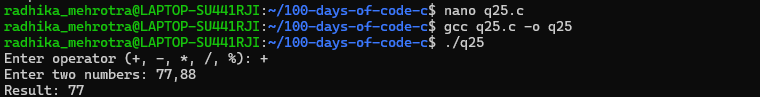 radhika_mehrotra@LAPTOP-SU441RJI:~/100-days-of-code-c$ nano q25.c
radhika_mehrotra@LAPTOP-SU441RJI:~/100-days-of-code-c$ gcc q25.c -o q25
radhika_mehrotra@LAPTOP-SU441RJI:~/100-days-of-code-c$ ./q25
Enter operator (+, -, *, /, %): +
Enter two numbers: 77,88
Result: 77